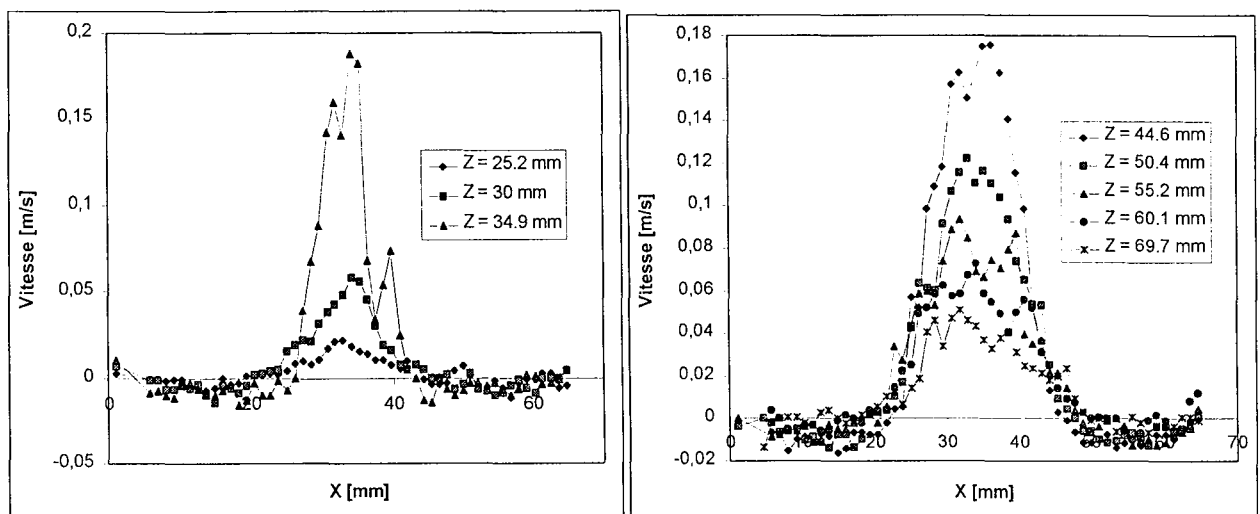 0,2
0,15
0,1
0,05
0
-0,05
0
20
40
60
Vitesse [m/s]
X [mm]
Z = 25.2 mm
Z = 30 mm
Z = 34.9 mm
0,18
0,16
0,14
0,12
0,1
0,08
0,06
0,04
0,02
0
-0,02
0
10
20
30
40
50
60
70
Vitesse [m/s]
X [mm]
Z = 44.6 mm
Z = 50.4 mm
Z = 55.2 mm
Z = 60.1 mm
Z = 69.7 mm